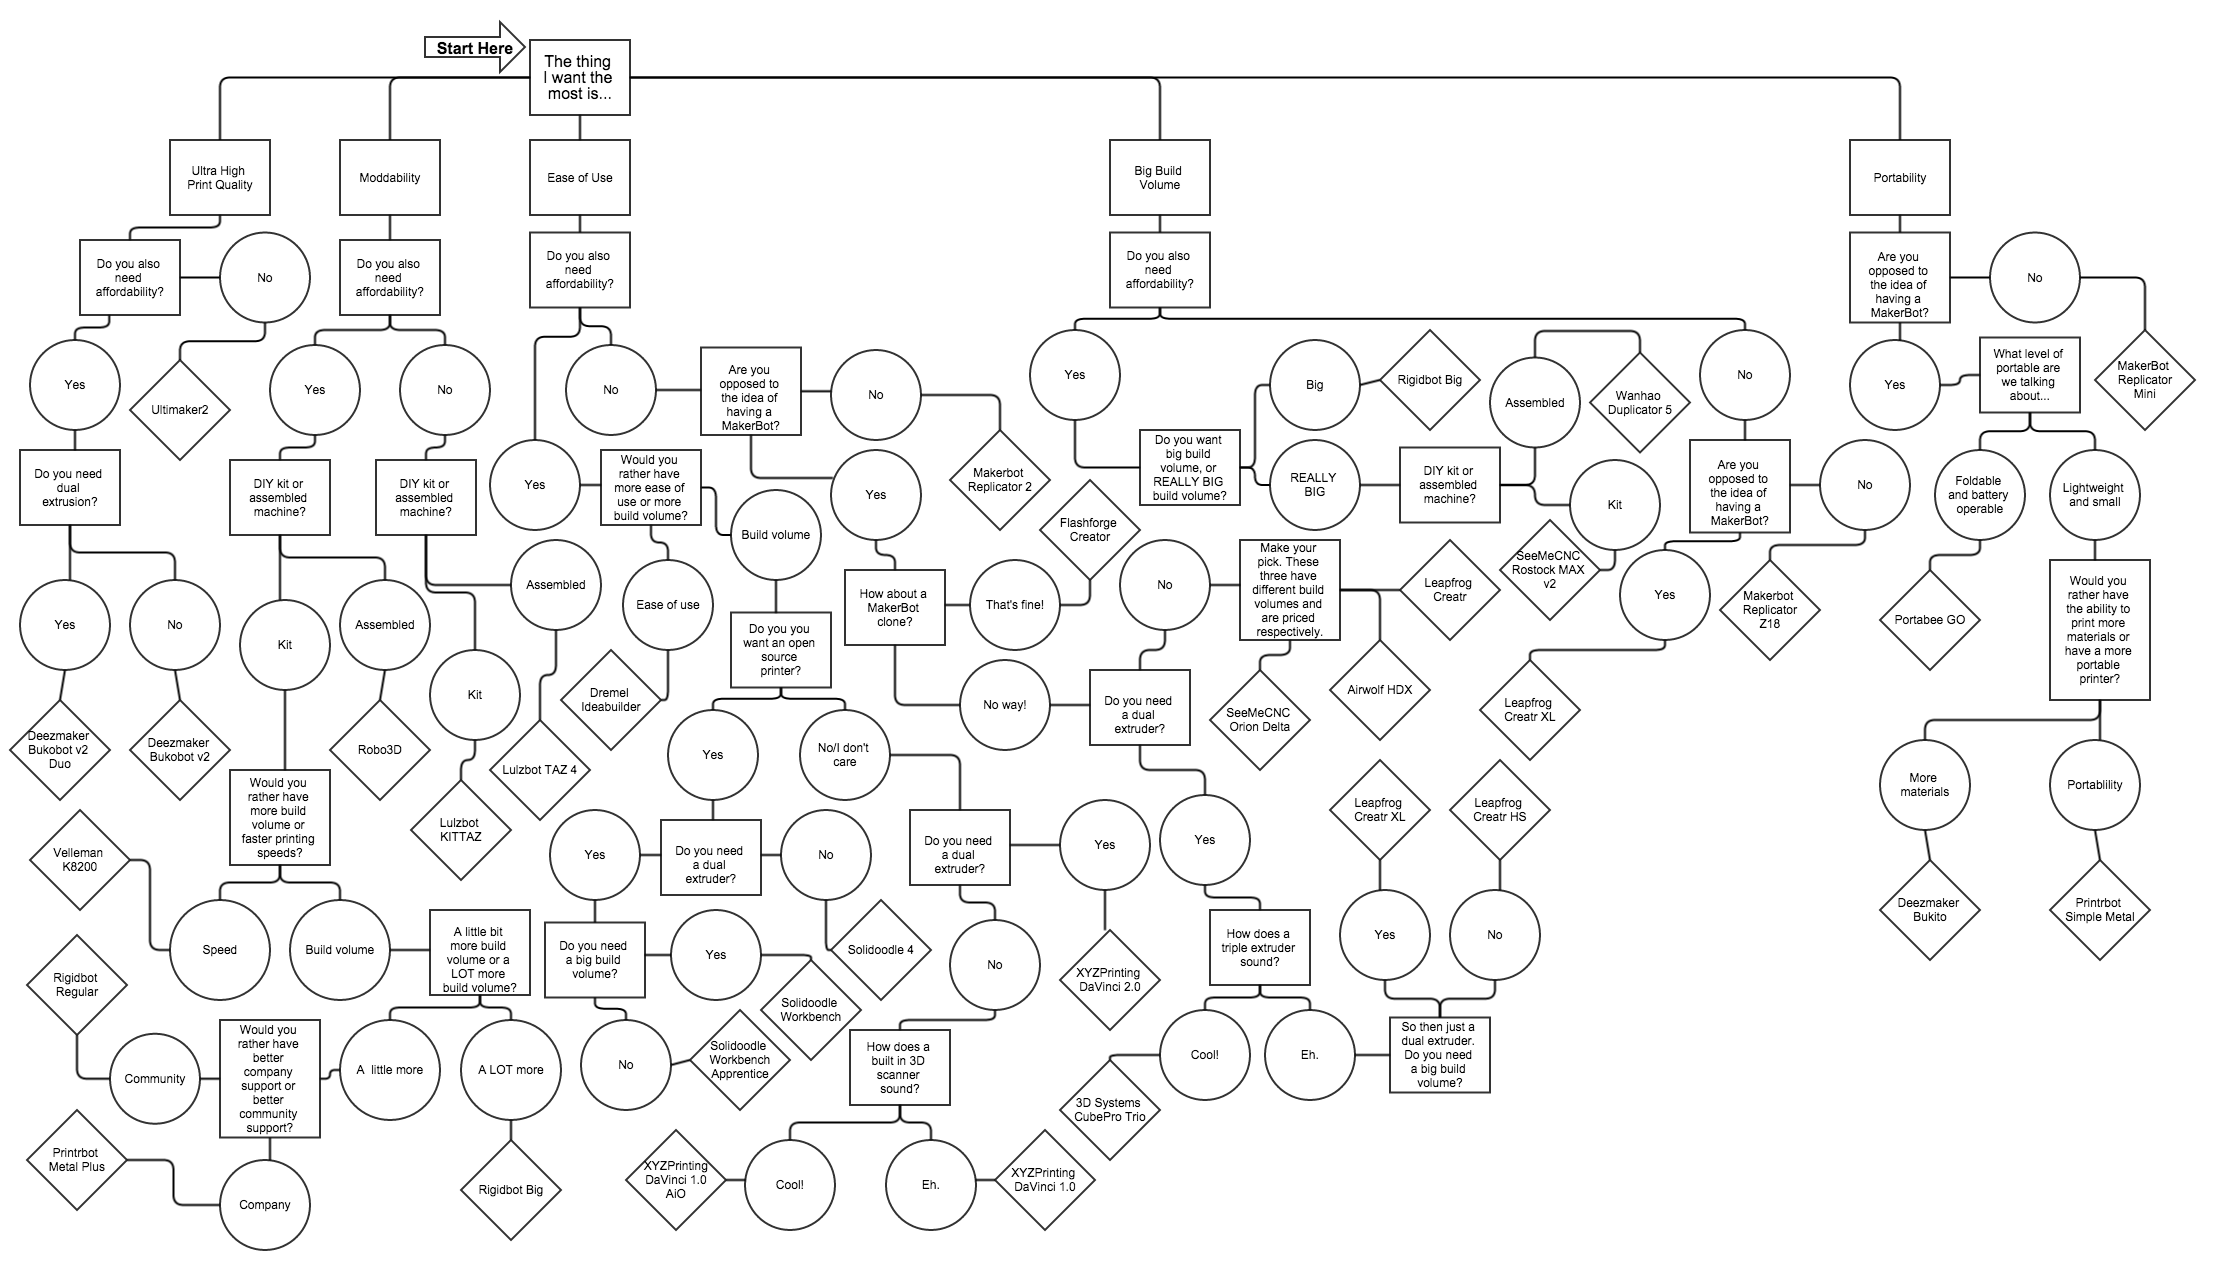 Start Here
The thing
I want the
most is...
Ultra High
Print Quality
Moddability
Ease of Use
Big Build
Volume
Portability
Do you also
need
affordability?
No
Do you also
need
affordability?
Do you also
need
affordability?
Do you also
need
affordability?
Are you
opposed to
the idea of
having a
MakerBot?
No
Yes
Ultimaker2
Yes
No
No
Are you
opposed to
the idea of
having a
MakerBot?
No
Yes
Big
Rigidbot Big
Assembled
Wanhao
Duplicator 5
No
Yes
What level of
portable are
we talking
about...
MakerBot
Replicator
Mini
Do you need
dual
extrusion?
DIY kit or
assembled
machine?
DIY kit or
assembled
machine?
Yes
Would you
rather have
more ease of
use or more
build volume?
Build volume
Yes
Makerbot
Replicator 2
Flashforge
Creator
Do you want
big build
volume, or
REALLY BIG
build volume?
REALLY
BIG
DIY kit or
assembled
machine?
Kit
SeeMeCNC
Rostock MAX
v2
Are you
opposed to
the idea of
having a
MakerBot?
No
Foldable
and battery
operable
Lightweight
and small
Yes
No
Kit
Assembled
Assembled
Ease of use
How about a
MakerBot
clone?
That's fine!
No
Make your
pick. These
three have
different build
volumes and
are priced
respectively.
Leapfrog
Creatr
Yes
Makerbot
Replicator
Z18
Portabee GO
Would you
rather have
the ability to
print more
materials or
have a more
portable
printer?
Deezmaker
Bukobot v2
Duo
Deezmaker
Bukobot v2
Robo3D
Kit
Lulzbot TAZ 4
Dremel
Ideabuilder
Do you you
want an open
source
printer?
No way!
Do you need
a dual
extruder?
SeeMeCNC
Orion Delta
Airwolf HDX
Leapfrog
Creatr XL
Yes
No/I don't
care
More
materials
Portablility
Velleman
K8200
Would you
rather have
more build
volume or
faster printing
speeds?
Lulzbot
KITTAZ
Yes
Do you need
a dual
extruder?
No
Do you need
a dual
extruder?
Yes
Yes
Leapfrog
Creatr XL
Leapfrog
Creatr HS
Deezmaker
Bukito
Printrbot
Simple Metal
Speed
Build volume
A little bit
more build
volume or a
LOT more
build volume?
Do you need
a big build
volume?
Yes
Solidoodle 4
Solidoodle
Workbench
No
XYZPrinting
DaVinci 2.0
How does a
triple extruder
sound?
Yes
No
Rigidbot
Regular
Community
Would you
rather have
better
company
support or
better
community
support?
A  little more
A LOT more
No
Solidoodle
Workbench
Apprentice
How does a
built in 3D
scanner
sound?
Cool!
Eh.
So then just a
dual extruder.
Do you need
a big build
volume?
3D Systems
CubePro Trio
Printrbot
Metal Plus
Company
Rigidbot Big
XYZPrinting
DaVinci 1.0
AiO
Cool!
Eh.
XYZPrinting
DaVinci 1.0